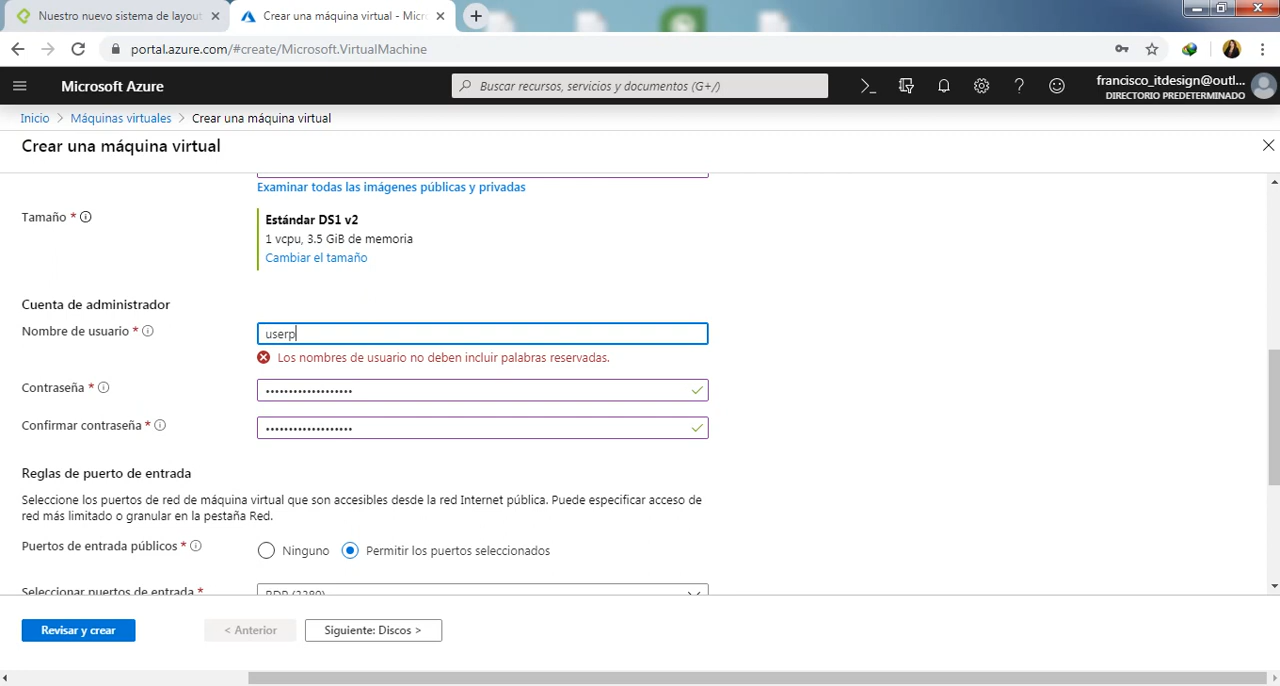 Nuestro nuevo sistema de layout
Crear una máquina virtual - Micr
portal.azure.com/#create/Microsoft.VirtualMachine
Microsoft Azure
Buscar recursos, servicios y documentos (G+/)
francisco_itdesign@outl...
DIRECTORIO PREDETERMINADO
Inicio > Máquinas virtuales > Crear una máquina virtual
Crear una máquina virtual
Examinar todas las imágenes públicas y privadas
Tamaño *
Estándar DS1 v2
1 vcpu, 3.5 GiB de memoria
Cambiar el tamaño
Cuenta de administrador
Nombre de usuario *
userp
Los nombres de usuario no deben incluir palabras reservadas.
Contraseña *
•••••••••••••••••••
Confirmar contraseña *
•••••••••••••••••••
Reglas de puerto de entrada
Seleccione los puertos de red de máquina virtual que son accesibles desde la red Internet pública. Puede especificar acceso de
red más limitado o granular en la pestaña Red.
Puertos de entrada públicos *
Ninguno
Permitir los puertos seleccionados
Seleccionar puertos de entrada *
RDP (3389)
Revisar y crear
< Anterior
Siguiente: Discos >